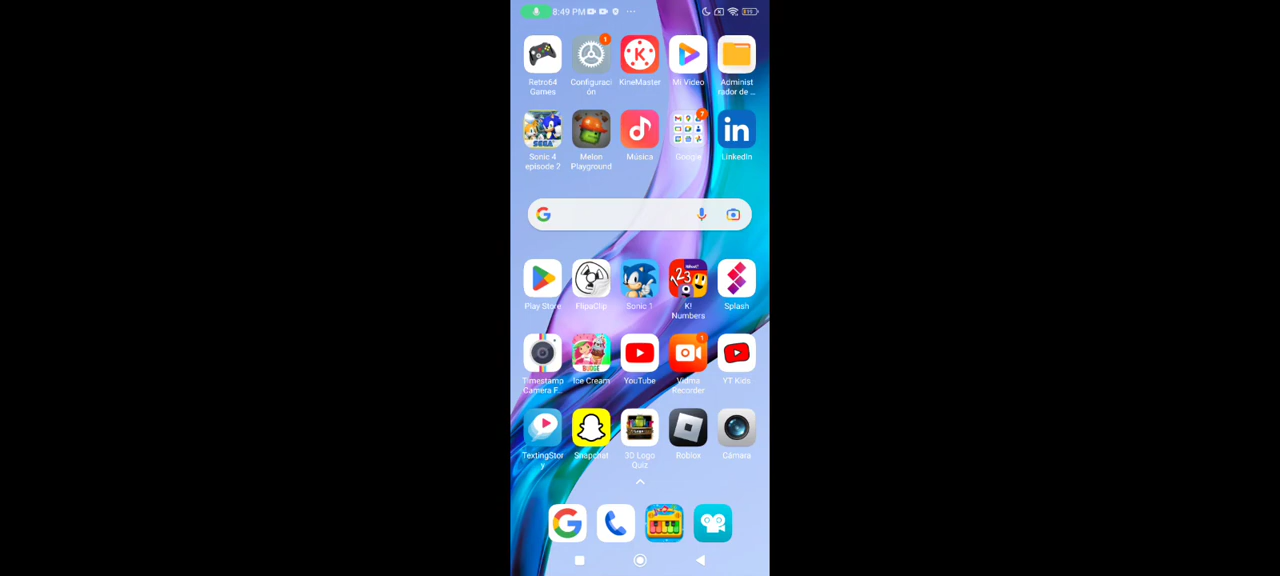 8:49 PM
Retro64
Games
Configuraci
ón
KineMaster
Mi Video
Administ
rador de ...
Sonic 4
episode 2
Melon
Playground
Música
Google
LinkedIn
Play Store
FlipaClip
Sonic 1
K!
Numbers
Splash
Timestamp
Camera F...
Ice Cream
YouTube
Vidma
Recorder
YT Kids
TextingStor
y
Snapchat
3D Logo
Quiz
Roblox
Cámara